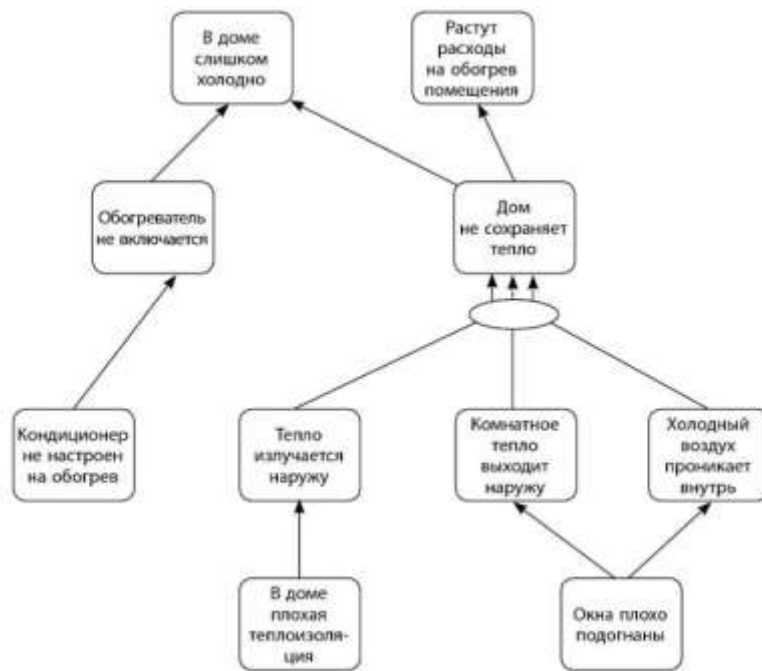 В доме
слишком
холодно
Растут
расходы
на обогрев
помещения
Обогреватель
не включается
Дом
не сохраняет
тепло
Кондиционер
не настроен
на обогрев
Тепло
излучается
наружу
Комнатное
тепло
выходит
наружу
Холодный
воздух
проникает
внутрь
В доме
плохая
теплоизоля-
ция
Окна плохо
подогнаны